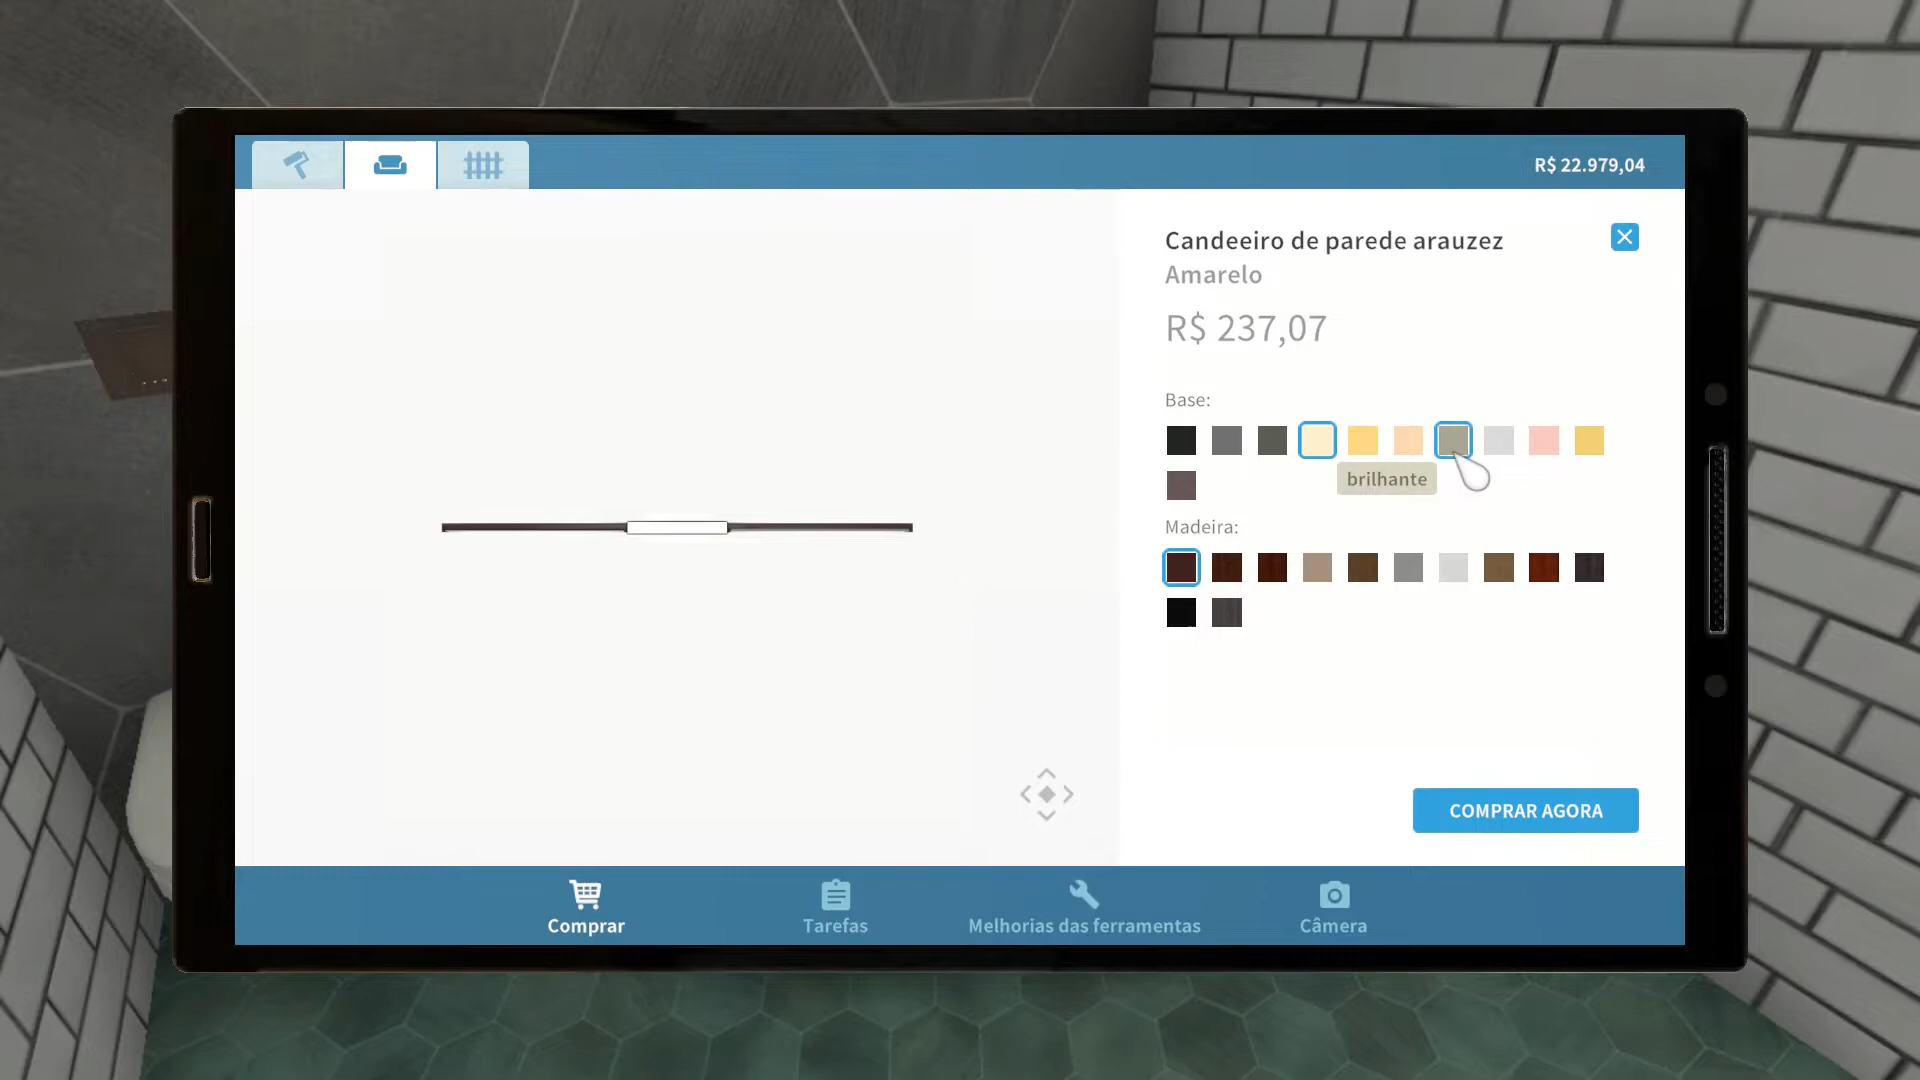 R$ 22.979,04
Candeeiro de parede arauzez
Amarelo
R$ 237,07
Base:
brilhante
Madeira:
COMPRAR AGORA
Comprar
Tarefas
Melhorias das ferramentas
Câmera